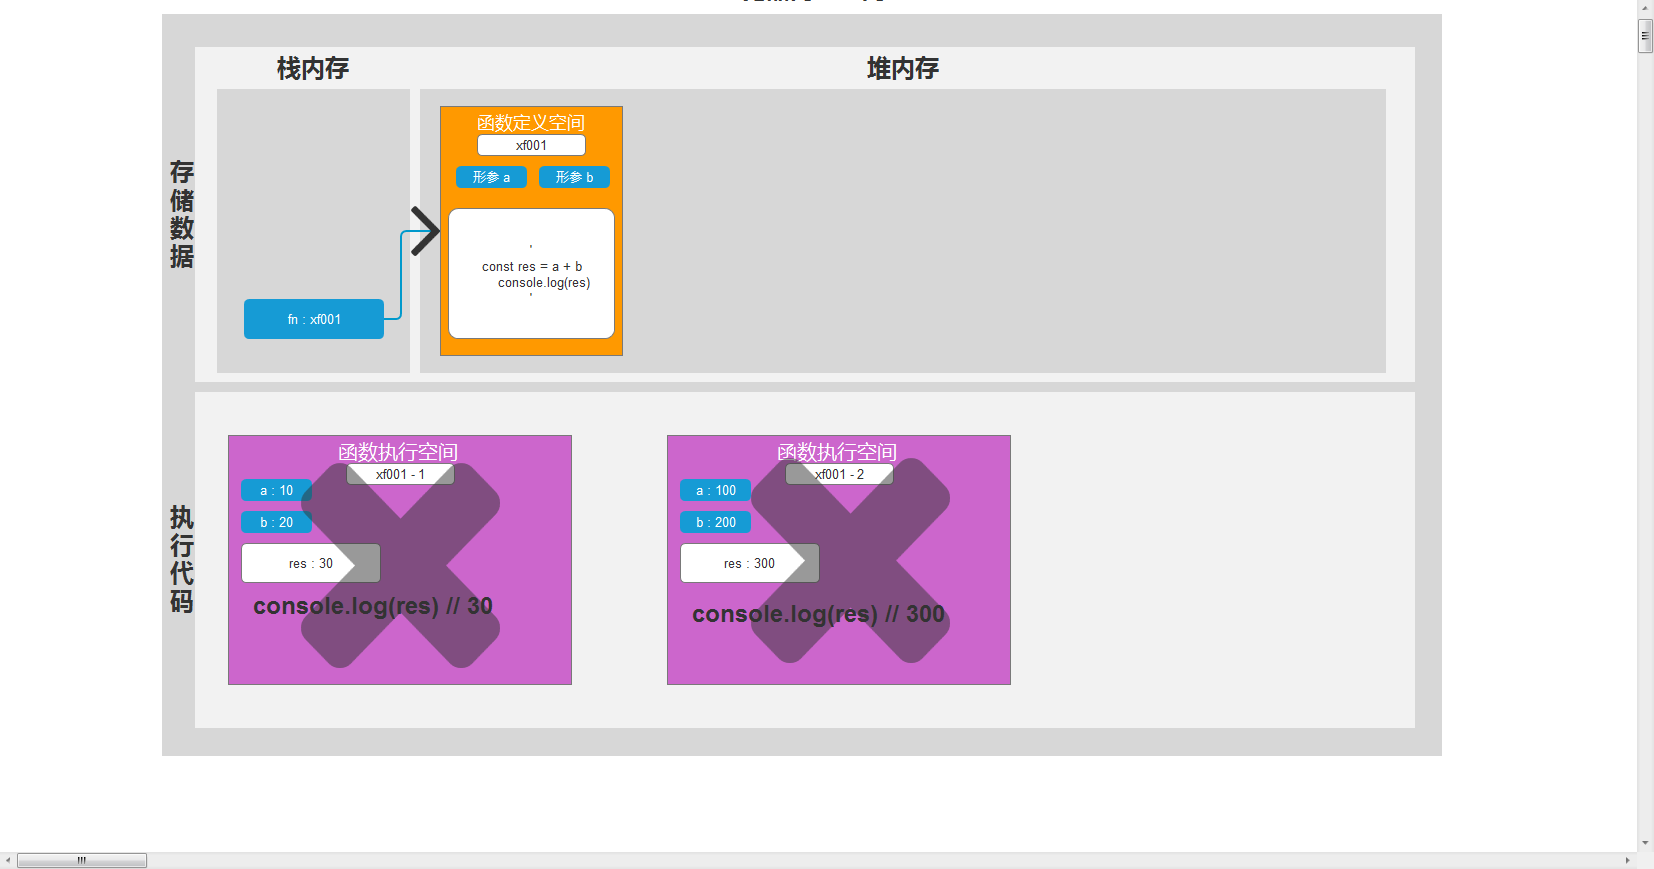 栈内存
堆内存
存储数据
函数定义空间
xf001
形参 a
形参 b
'
const res = a + b
console.log(res)
'
fn : xf001
执行代码
函数执行空间
xf001 - 1
a : 10
b : 20
res : 30
console.log(res) // 30
函数执行空间
xf001 - 2
a : 100
b : 200
res : 300
console.log(res) // 300